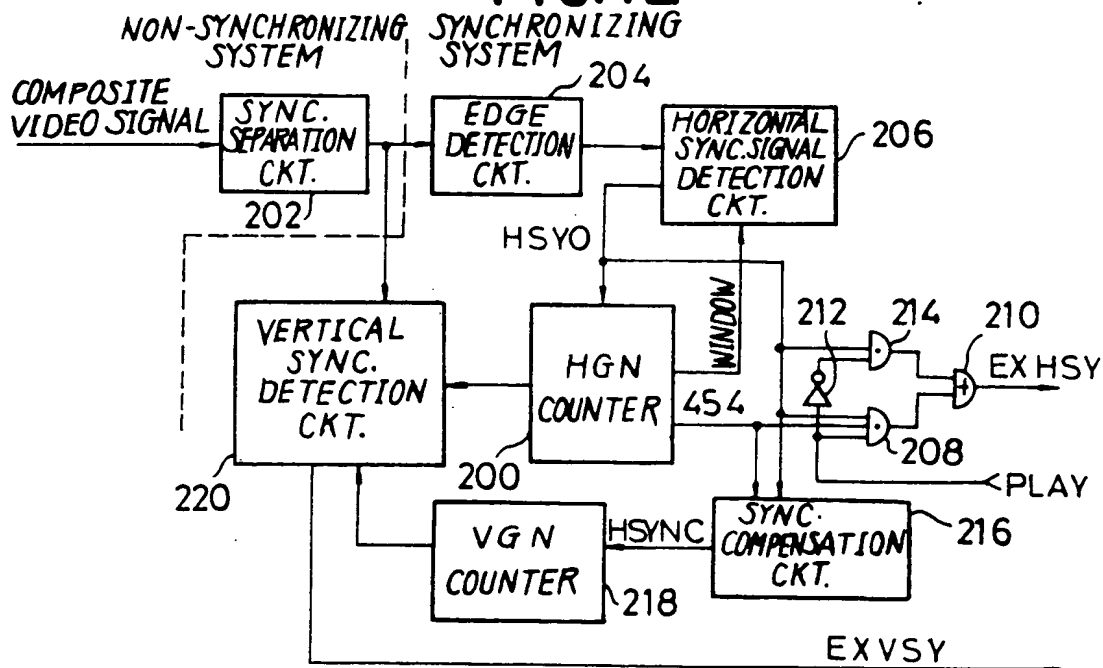 NON-SYNCHRONIZING
SYSTEM
SYNCHRONIZING
SYSTEM
COMPOSITE
VIDEO SIGNAL
SYNC.
SEPARATION
CKT.
202
EDGE
DETECTION
CKT.
204
HORIZONTAL
SYNC. SIGNAL
DETECTION
CKT.
206
HSYO
WINDOW
VERTICAL
SYNC.
DETECTION
CKT.
220
HGN
COUNTER
200
454
212
214
210
EXHSY
208
PLAY
VGN
COUNTER
218
HSYNC
SYNC.
COMPENSATION
CKT.
216
EXVSY